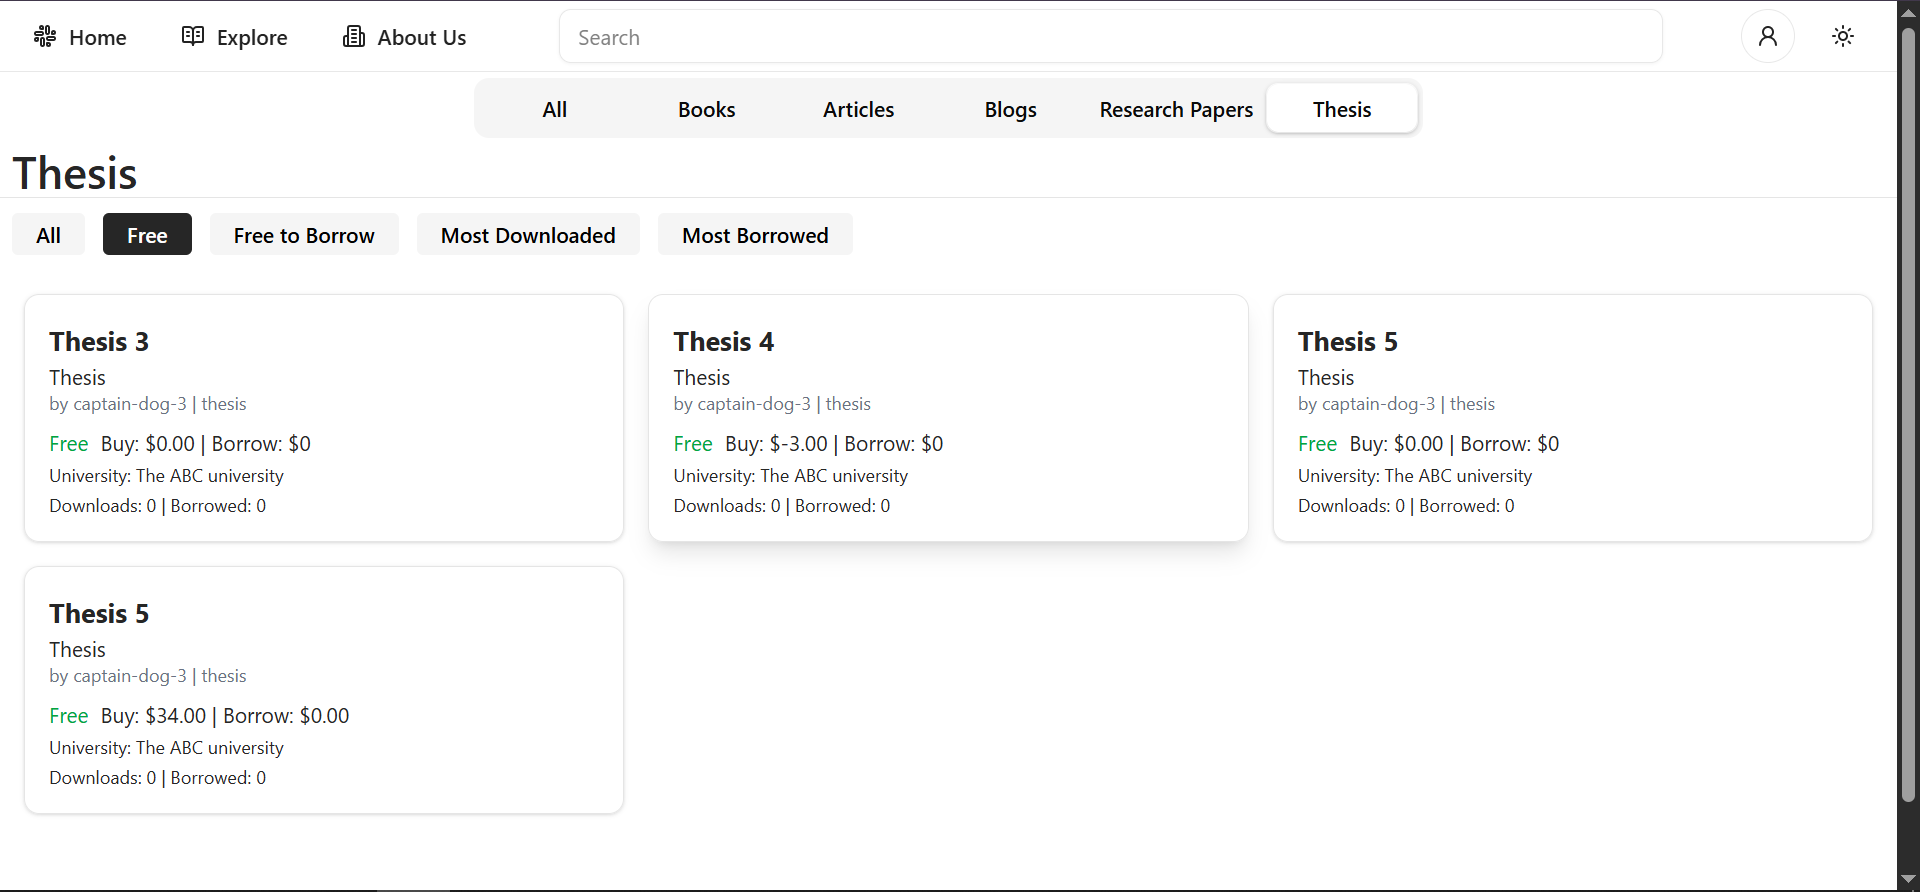 Home Explore About Us Search
All Books Articles Blogs Research Papers Thesis
Thesis
All Free Free to Borrow Most Downloaded Most Borrowed
Thesis 3
Thesis
by captain-dog-3 | thesis
Free Buy: $0.00 | Borrow: $0
University: The ABC university
Downloads: 0 | Borrowed: 0
Thesis 4
Thesis
by captain-dog-3 | thesis
Free Buy: $-3.00 | Borrow: $0
University: The ABC university
Downloads: 0 | Borrowed: 0
Thesis 5
Thesis
by captain-dog-3 | thesis
Free Buy: $0.00 | Borrow: $0
University: The ABC university
Downloads: 0 | Borrowed: 0
Thesis 5
Thesis
by captain-dog-3 | thesis
Free Buy: $34.00 | Borrow: $0.00
University: The ABC university
Downloads: 0 | Borrowed: 0